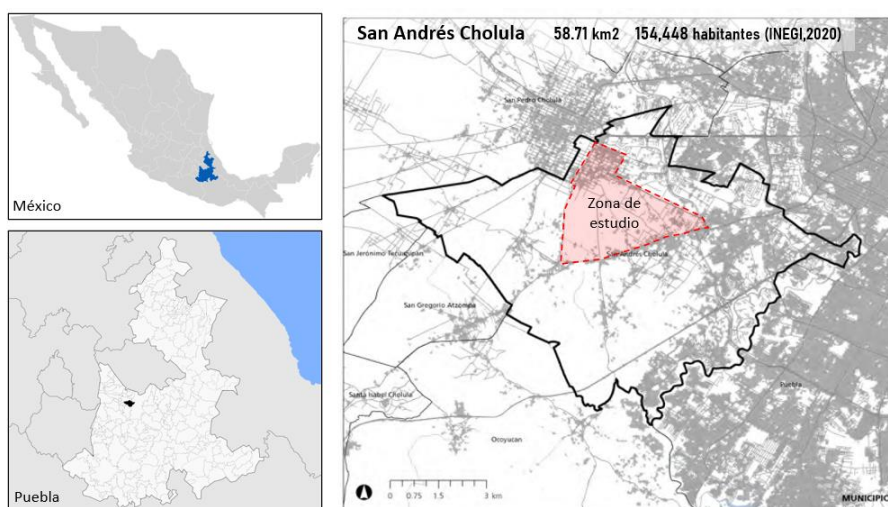 México
Puebla
San Andrés Cholula 58.71 km2 154,448 habitantes (INEGI,2020)
San Pedro Cholula
Zona de
estudio
San Andrés Cholula
San Jerónimo Tecuanipan
San Gregorio Atzompa
Santa Isabel Cholula
Ocoyucan
Puebla
0 0.75 1.5 3 km
MUNICIPIO